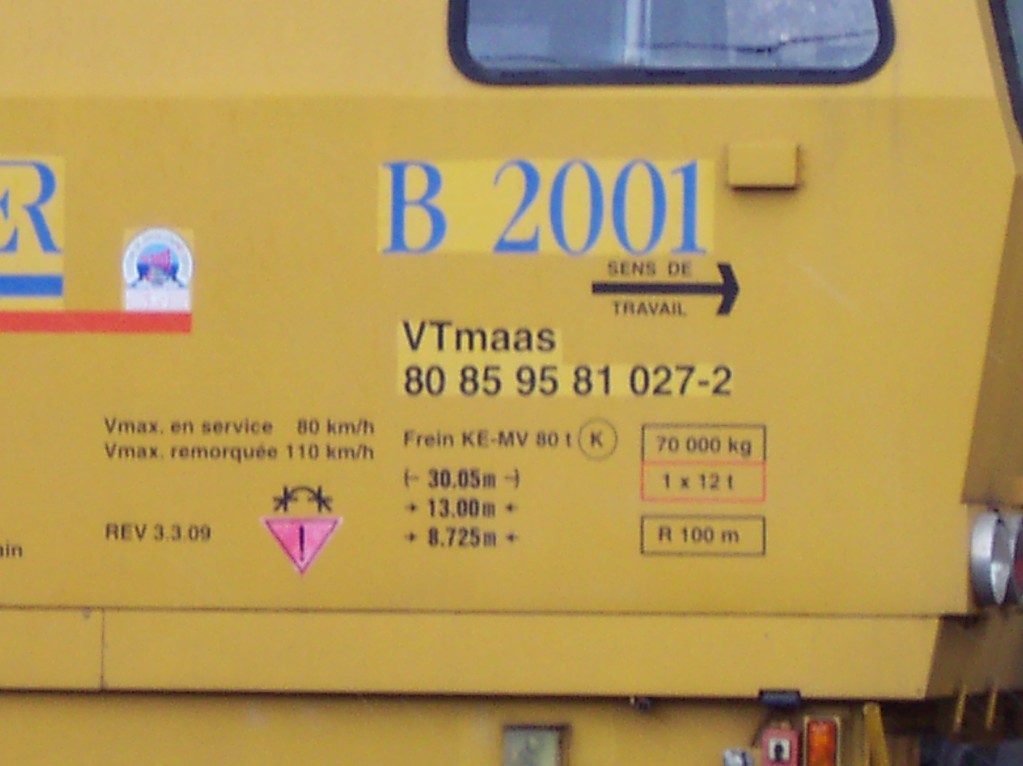 ER
B 2001
SENS DE
TRAVAIL
VTmaas
80 85 95 81 027-2
Vmax. en service 80 km/h
Vmax. remorquée 110 km/h
Frein KE-MV 80 t K
70 000 kg
1 x 12 t
30.05m
13.00m
8.725m
R 100 m
REV 3.3.09